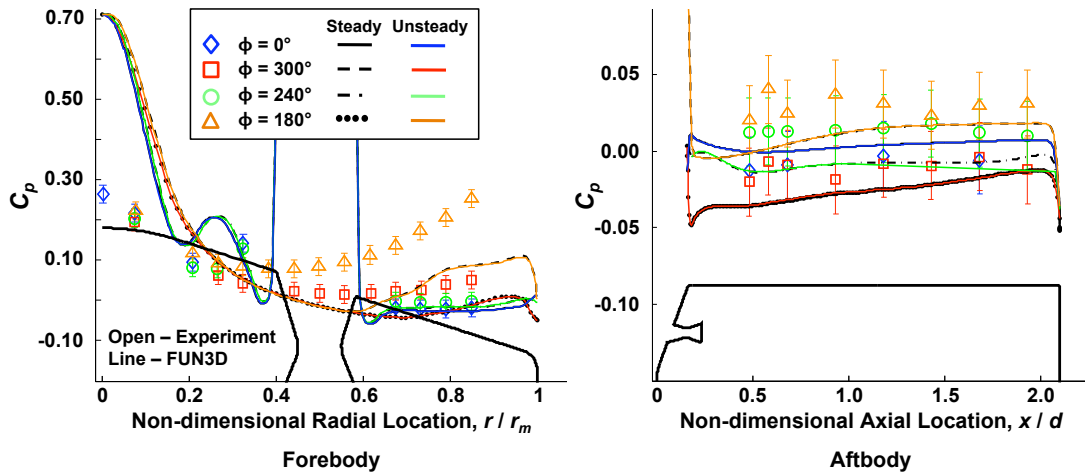 0.70
0.50
0.30
0.10
-0.10
C_p
Steady Unsteady
ϕ = 0°
ϕ = 300°
ϕ = 240°
ϕ = 180°
Open – Experiment
Line – FUN3D
0 0.2 0.4 0.6 0.8 1
Non-dimensional Radial Location, r / r_m
Forebody
0.05
0.00
-0.05
-0.10
C_p
0 0.5 1.0 1.5 2.0
Non-dimensional Axial Location, x / d
Aftbody